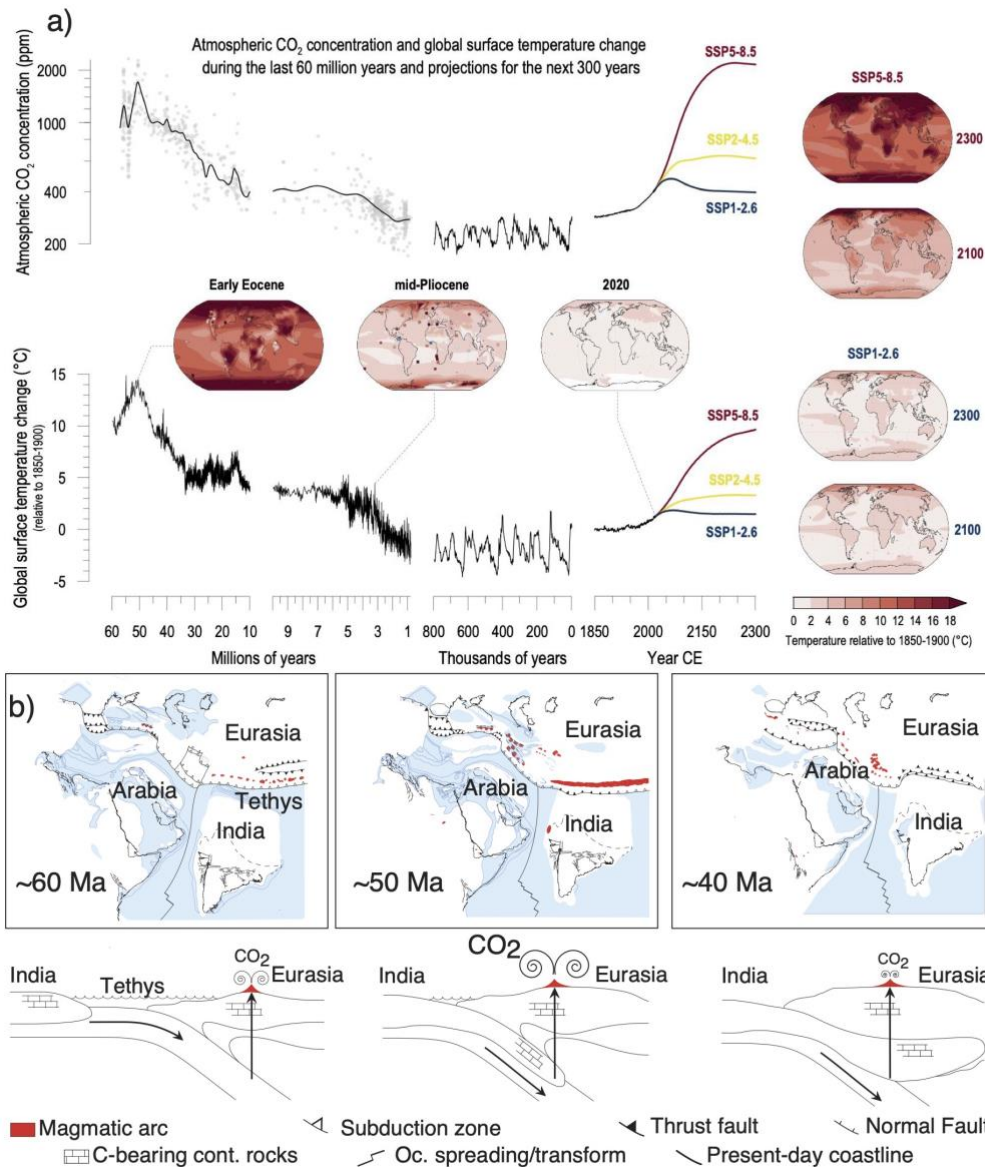 a)
Atmospheric CO2 concentration and global surface temperature change
during the last 60 million years and projections for the next 300 years
Atmospheric CO2 concentration (ppm)
2000
1000
400
200
SSP5-8.5
SSP2-4.5
SSP1-2.6
SSP5-8.5
2300
2100
Early Eocene
mid-Pliocene
2020
Global surface temperature change (°C)
(relative to 1850-1900)
15
10
5
0
-5
SSP5-8.5
SSP2-4.5
SSP1-2.6
SSP1-2.6
2300
2100
60 50 40 30 20 10
9 7 5 3 1
800 600 400 200 0
1850 2000 2150 2300
Millions of years
Thousands of years
Year CE
0 2 4 6 8 10 12 14 16 18
Temperature relative to 1850-1900 (°C)
b)
Eurasia
Arabia
Tethys
India
~60 Ma
Eurasia
Arabia
India
~50 Ma
Eurasia
Arabia
India
~40 Ma
India
Tethys
CO2
Eurasia
India
CO2
Eurasia
India
CO2
Eurasia
Magmatic arc
Subduction zone
Thrust fault
Normal Fault
C-bearing cont. rocks
Oc. spreading/transform
Present-day coastline